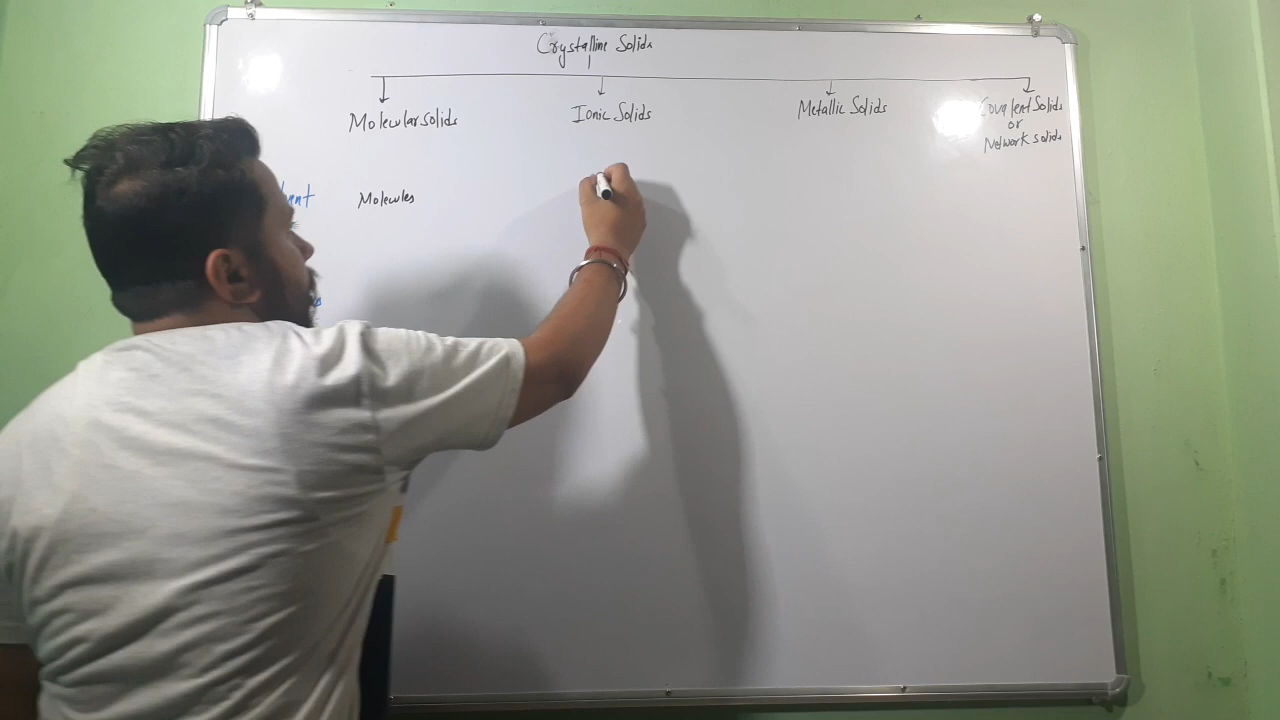 Crystalline Solids
Molecular Solids Ionic Solids Metallic Solids Covalent Solids
or
Network solids
Molecules